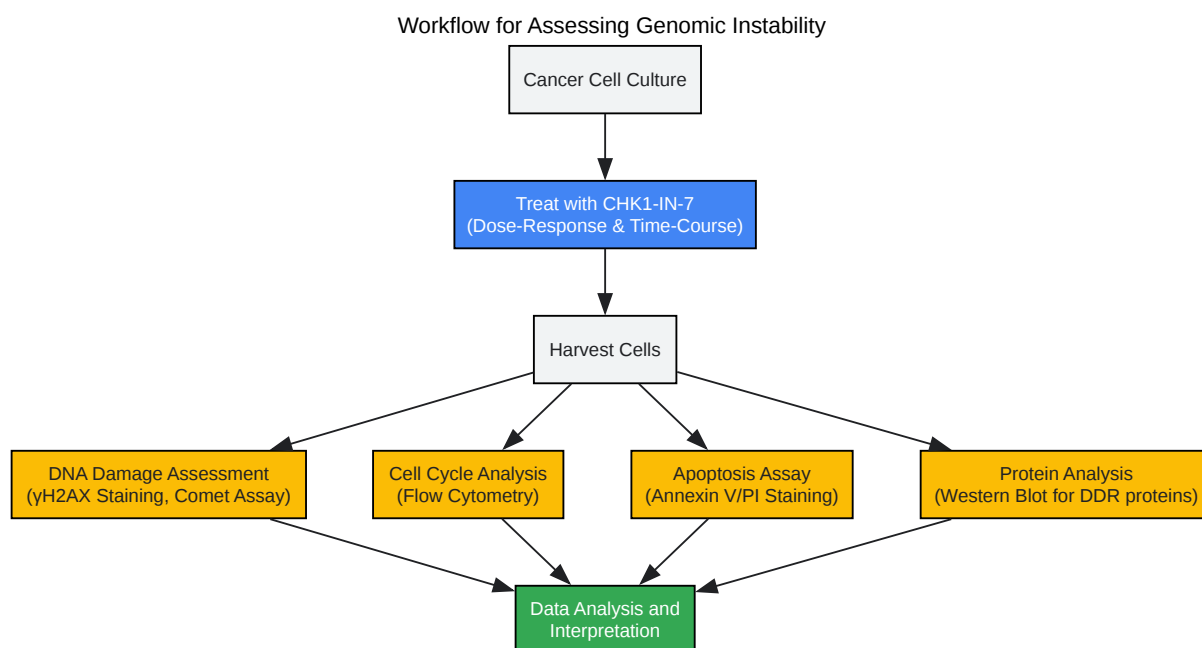 Workflow for Assessing Genomic Instability
Cancer Cell Culture
Treat with CHK1-IN-7
(Dose-Response & Time-Course)
Harvest Cells
DNA Damage Assessment
(γH2AX Staining, Comet Assay)
Cell Cycle Analysis
(Flow Cytometry)
Apoptosis Assay
(Annexin V/PI Staining)
Protein Analysis
(Western Blot for DDR proteins)
Data Analysis and
Interpretation